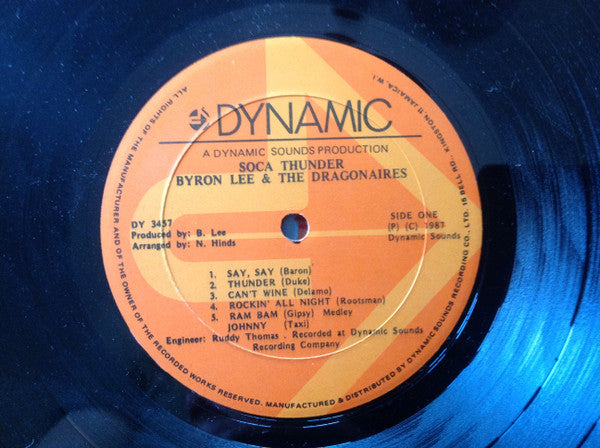 DYNAMIC
A DYNAMIC SOUNDS PRODUCTION
SOCA THUNDER
BYRON LEE & THE DRAGONAIRES
DY 3457
Produced by: B. Lee
Arranged by: N. Hinds
SIDE ONE
(P) (C) 1987
Dynamic Sounds
1. SAY, SAY (Baron)
2. THUNDER (Duke)
3. CAN'T WINE (Delamo)
4. ROCKIN' ALL NIGHT (Rootsman)
5. RAM BAM (Gipsy) Medley
JOHNNY (Taxi)
Engineer: Ruddy Thomas . Recorded at Dynamic Sounds
Recording Company
ALL RIGHTS OF THE MANUFACTURER AND OF THE OWNER OF THE RECORDED WORKS RESERVED. MANUFACTURED & DISTRIBUTED BY DYNAMIC SOUNDS RECORDING CO., LTD. 15 BELL RD., KINGSTON, 11 JAMAICA, W.I.